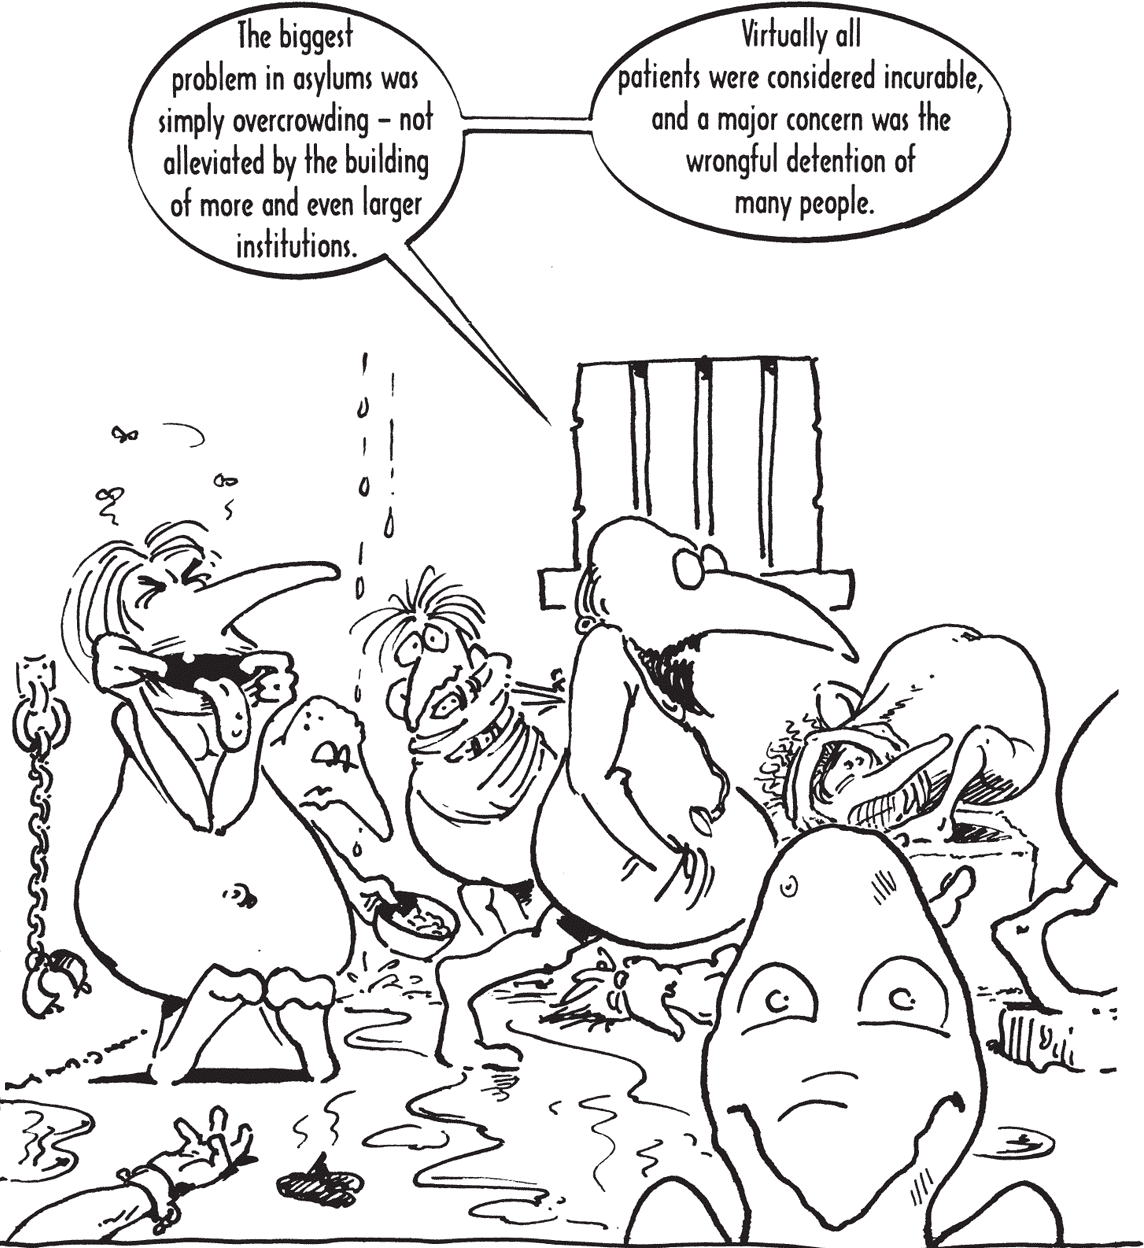 The biggest
problem in asylums was
simply overcrowding – not
alleviated by the building
of more and even larger
institutions.
Virtually all
patients were considered incurable,
and a major concern was the
wrongful detention of
many people.